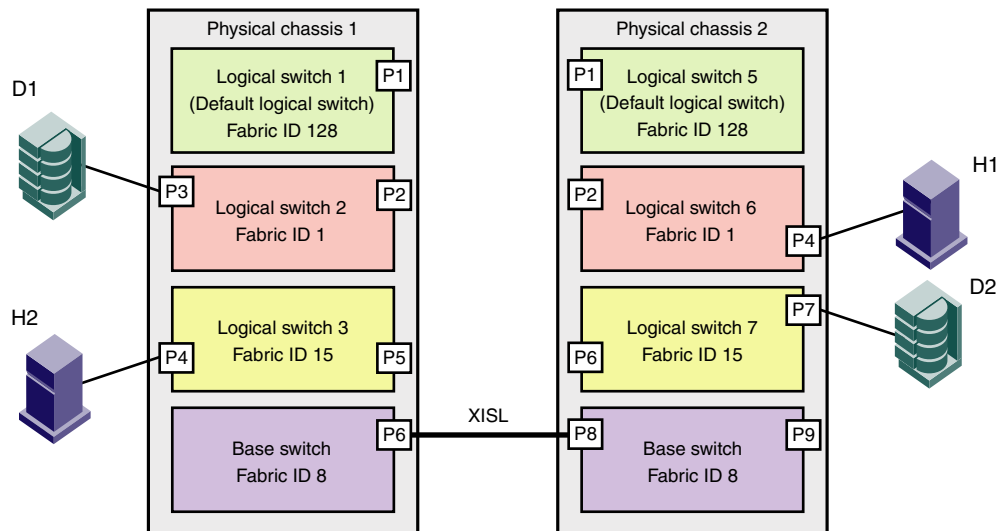 Physical chassis 1
Physical chassis 2
Logical switch 1
(Default logical switch)
Fabric ID 128
P1
P1
Logical switch 5
(Default logical switch)
Fabric ID 128
D1
P3
Logical switch 2
Fabric ID 1
P2
P2
Logical switch 6
Fabric ID 1
P4
H1
H2
P4
Logical switch 3
Fabric ID 15
P5
P6
Logical switch 7
Fabric ID 15
P7
D2
Base switch
Fabric ID 8
P6
XISL
P8
Base switch
Fabric ID 8
P9